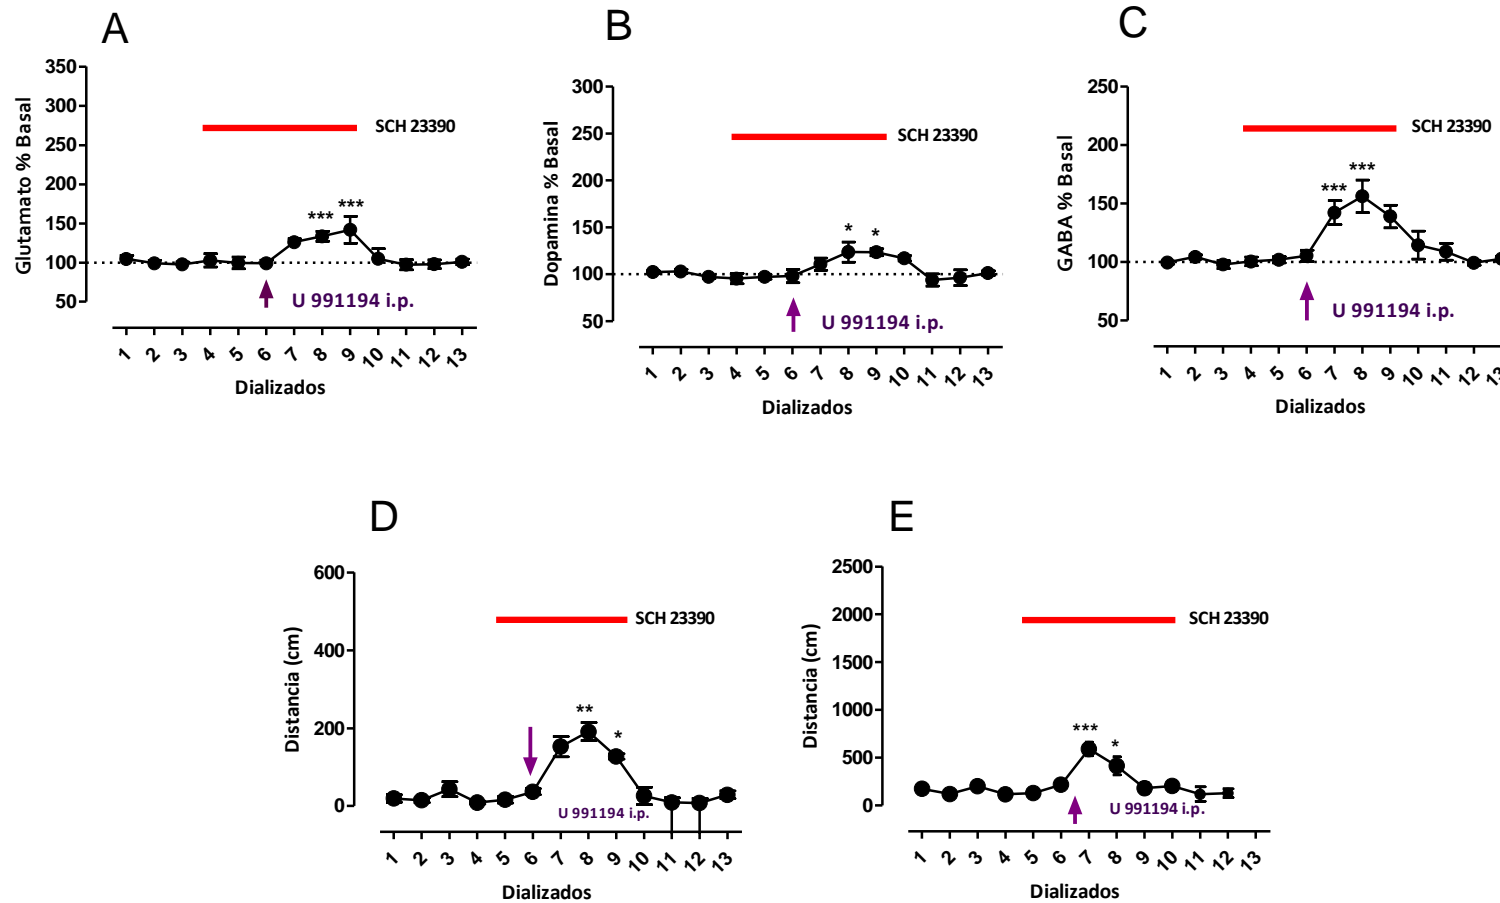 A
Glutamato % Basal
350
300
250
200
150
100
50
SCH 23390
*** ***
U 991194 i.p.
1 2 3 4 5 6 7 8 9 10 11 12 13
Dializados
B
Dopamina % Basal
300
250
200
150
100
50
SCH 23390
* *
U 991194 i.p.
1 2 3 4 5 6 7 8 9 10 11 12 13
Dializados
C
GABA % Basal
250
200
150
100
50
SCH 23390
*** ***
U 991194 i.p.
1 2 3 4 5 6 7 8 9 10 11 12 13
Dializados
D
Distancia (cm)
600
400
200
0
SCH 23390
** *
U 991194 i.p.
1 2 3 4 5 6 7 8 9 10 11 12 13
Dializados
E
Distancia (cm)
2500
2000
1500
1000
500
0
SCH 23390
*** *
U 991194 i.p.
1 2 3 4 5 6 7 8 9 10 11 12 13
Dializados